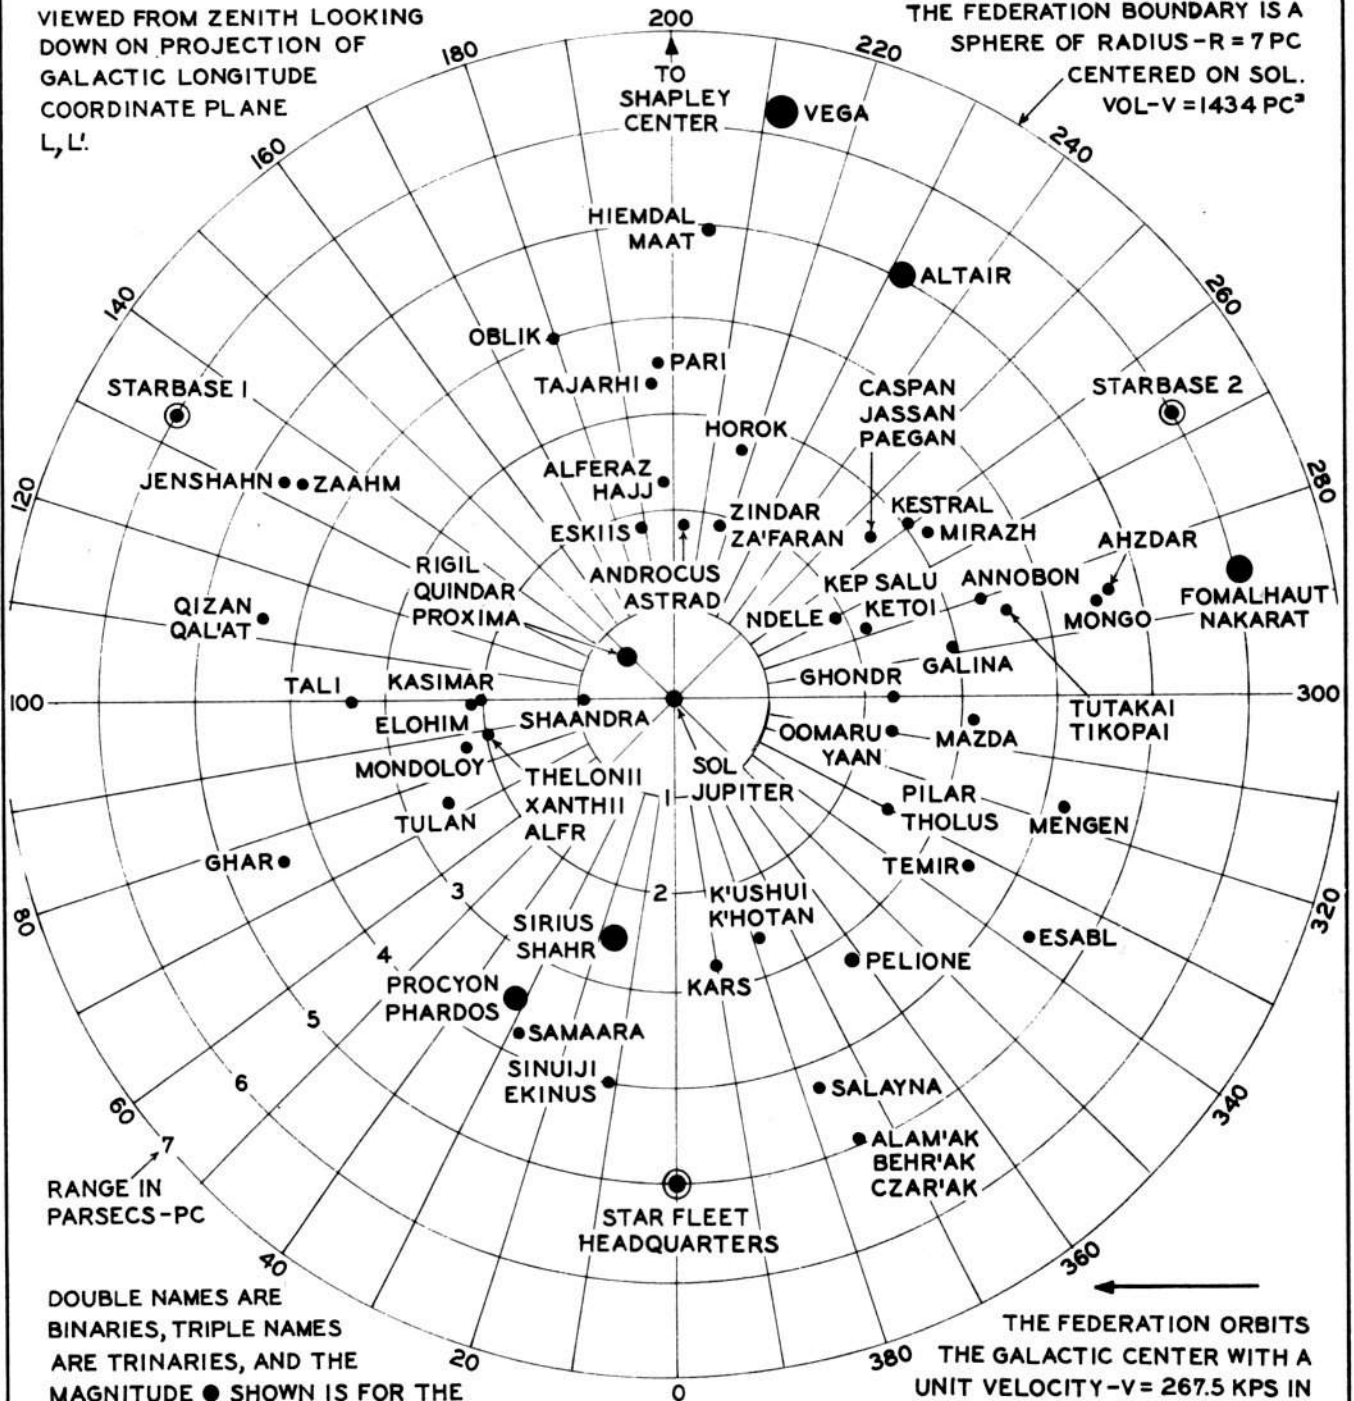 VIEWED FROM ZENITH LOOKING
DOWN ON PROJECTION OF
GALACTIC LONGITUDE
COORDINATE PLANE
L, L'.
THE FEDERATION BOUNDARY IS A
SPHERE OF RADIUS-R = 7 PC
CENTERED ON SOL.
VOL-V = 1434 PC³
200
180
220
TO
SHAPLEY
CENTER
VEGA
160
240
HIEMDAL
MAAT
ALTAIR
140
260
OBLIK
PARI
TAJARHI
STARBASE 1
CASPAN
JASSAN
PAEGAN
STARBASE 2
HOROK
JENSHAHN
ZAAHM
ALFERAZ
HAJJ
120
280
KESTRAL
MIRAZH
ESKIIS
ZINDAR
ZA'FARAN
AHZDAR
RIGIL
QUINDAR
PROXIMA
ANDROCUS
ASTRAD
KEP SALU
KETOI
ANNOBON
NDELE
MONGO
FOMALHAUT
NAKARAT
QIZAN
QAL'AT
GALINA
GHONDR
100
TALI
KASIMAR
ELOHIM
SHAANDRA
300
TUTAKAI
TIKOPAI
OOMARU
YAAN
MAZDA
MONDOLOY
THELONII
XANTHII
ALFR
SOL
JUPITER
1
PILAR
THOLUS
MENGEN
TULAN
GHAR
TEMIR
80
320
3
2
K'USHUI
K'HOTAN
SIRIUS
SHAHR
ESABL
4
PELIONE
PROCYON
PHARDOS
KARS
5
SAMAARA
SINUIJI
EKINUS
6
SALAYNA
60
340
7
ALAM'AK
BEHR'AK
CZAR'AK
RANGE IN
PARSECS-PC
STAR FLEET
HEADQUARTERS
40
360
DOUBLE NAMES ARE
BINARIES, TRIPLE NAMES
ARE TRINARIES, AND THE
MAGNITUDE ● SHOWN IS FOR THE
20
0
380
THE FEDERATION ORBITS
THE GALACTIC CENTER WITH A
UNIT VELOCITY-V = 267.5 KPS IN